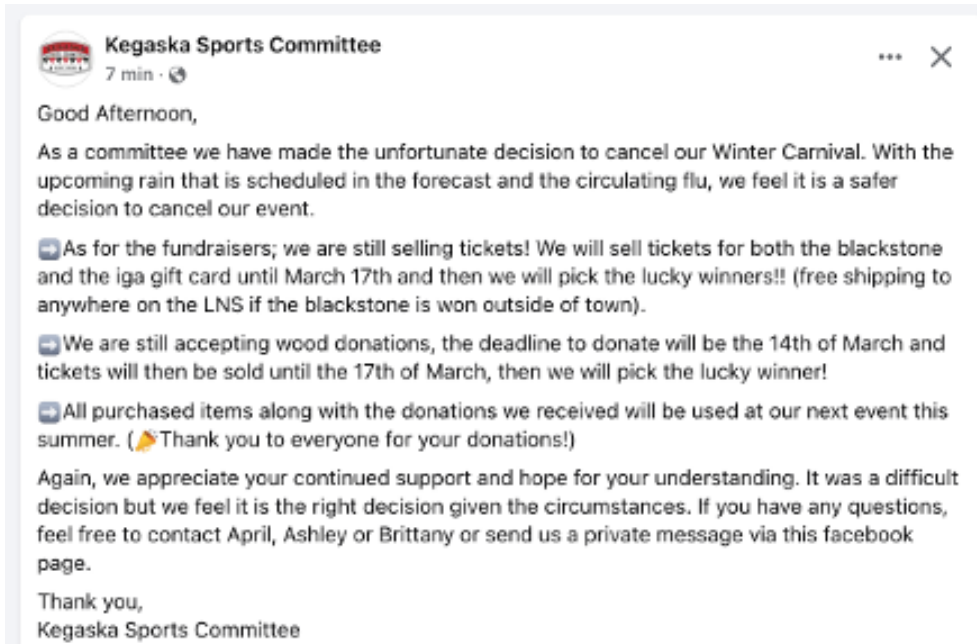 Kegaska Sports Committee
7 min ·
Good Afternoon,
As a committee we have made the unfortunate decision to cancel our Winter Carnival. With the
upcoming rain that is scheduled in the forecast and the circulating flu, we feel it is a safer
decision to cancel our event.
➡️As for the fundraisers; we are still selling tickets! We will sell tickets for both the blackstone
and the iga gift card until March 17th and then we will pick the lucky winners!! (free shipping to
anywhere on the LNS if the blackstone is won outside of town).
➡️We are still accepting wood donations, the deadline to donate will be the 14th of March and
tickets will then be sold until the 17th of March, then we will pick the lucky winner!
➡️All purchased items along with the donations we received will be used at our next event this
summer. (🎉Thank you to everyone for your donations!)
Again, we appreciate your continued support and hope for your understanding. It was a difficult
decision but we feel it is the right decision given the circumstances. If you have any questions,
feel free to contact April, Ashley or Brittany or send us a private message via this facebook
page.
Thank you,
Kegaska Sports Committee